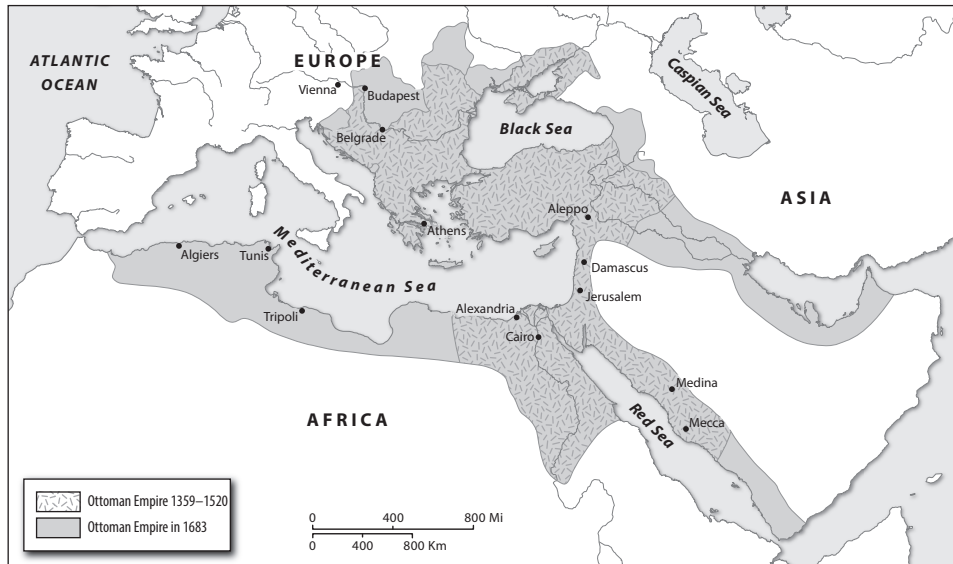 ATLANTIC
OCEAN
EUROPE
Vienna
Budapest
Belgrade
Black Sea
Caspian Sea
ASIA
Aleppo
Athens
Mediterranean Sea
Algiers
Tunis
Damascus
Jerusalem
Tripoli
Alexandria
Cairo
Medina
Mecca
Red Sea
AFRICA
Ottoman Empire 1359–1520
Ottoman Empire in 1683
0 400 800 Mi
0 400 800 Km